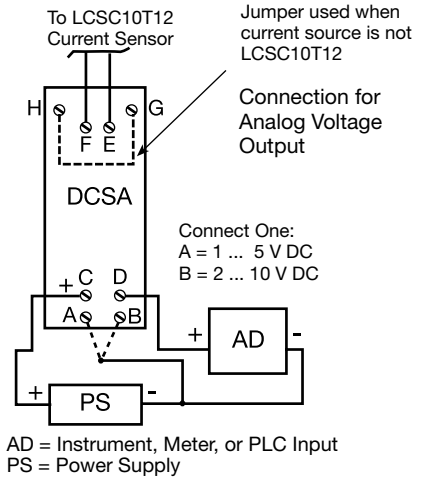 To LCSC10T12
Current Sensor
Jumper used when
current source is not
LCSC10T12
H
G
F E
Connection for
Analog Voltage
Output
DCSA
Connect One:
A = 1 ... 5 V DC
B = 2 ... 10 V DC
+ C D
A B
+ AD -
+ PS -
AD = Instrument, Meter, or PLC Input
PS = Power Supply